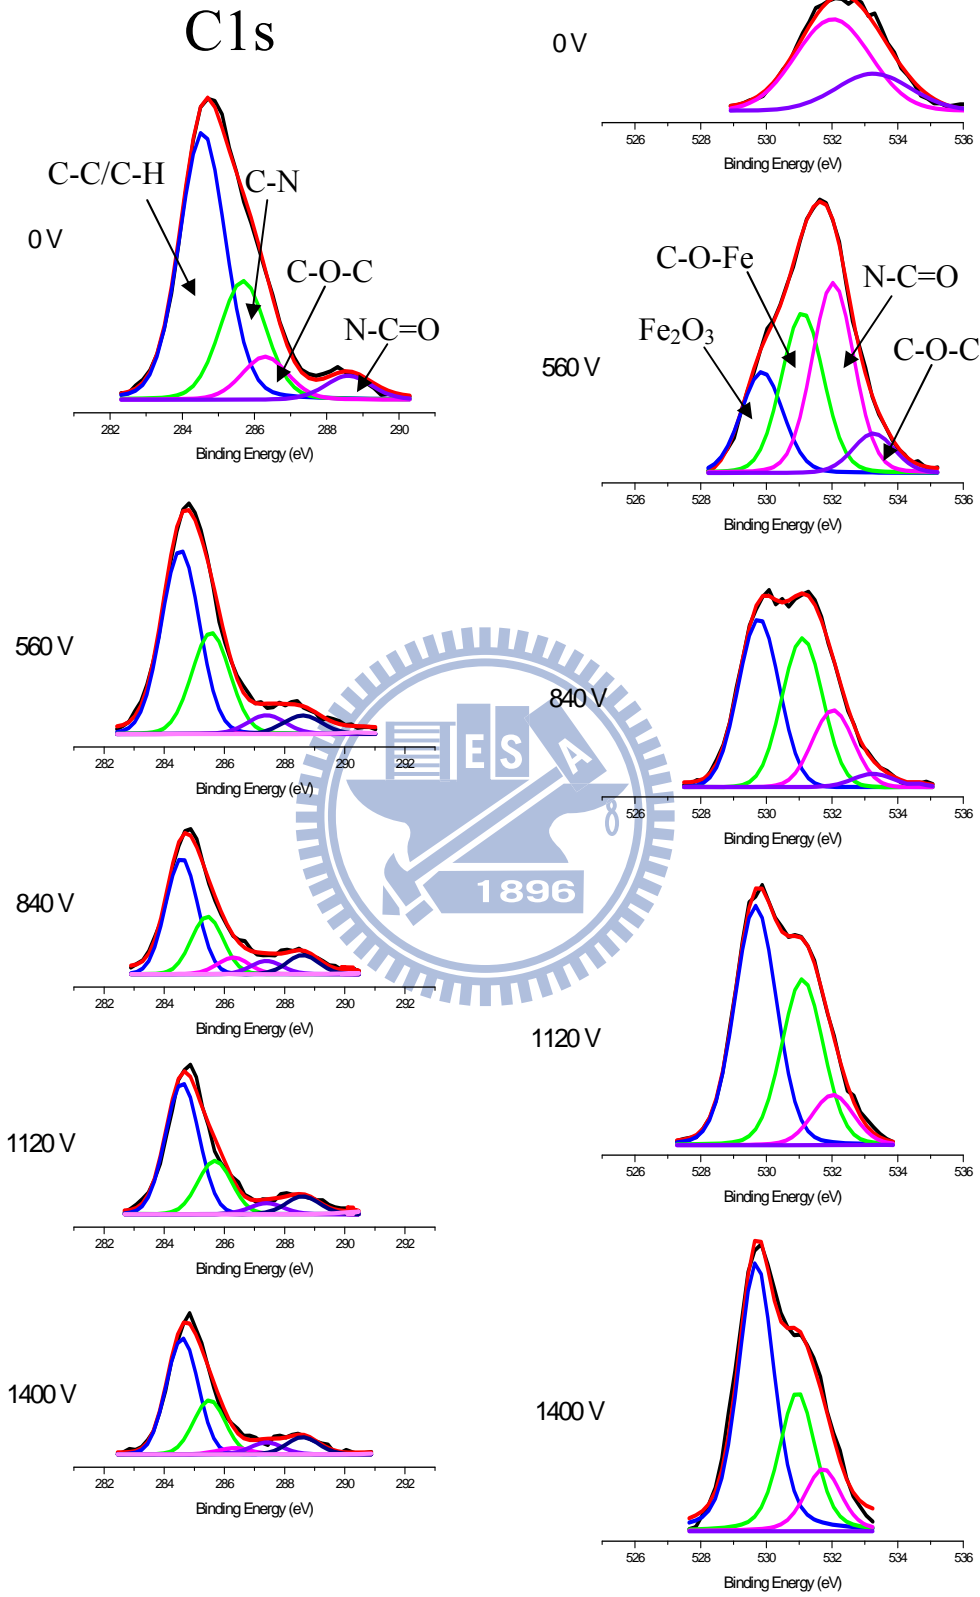 C1s
0 V
C-C/C-H
C-N
C-O-C
N-C=O
282 284 286 288 290
Binding Energy (eV)
560 V
282 284 286 288 290 292
Binding Energy (eV)
840 V
282 284 286 288 290 292
Binding Energy (eV)
1120 V
282 284 286 288 290 292
Binding Energy (eV)
1400 V
282 284 286 288 290 292
Binding Energy (eV)
0 V
526 528 530 532 534 536
Binding Energy (eV)
560 V
Fe₂O₃
C-O-Fe
N-C=O
C-O-C
526 528 530 532 534 536
Binding Energy (eV)
840 V
526 528 530 532 534 536
Binding Energy (eV)
1120 V
526 528 530 532 534 536
Binding Energy (eV)
1400 V
526 528 530 532 534 536
Binding Energy (eV)
E S A
1896